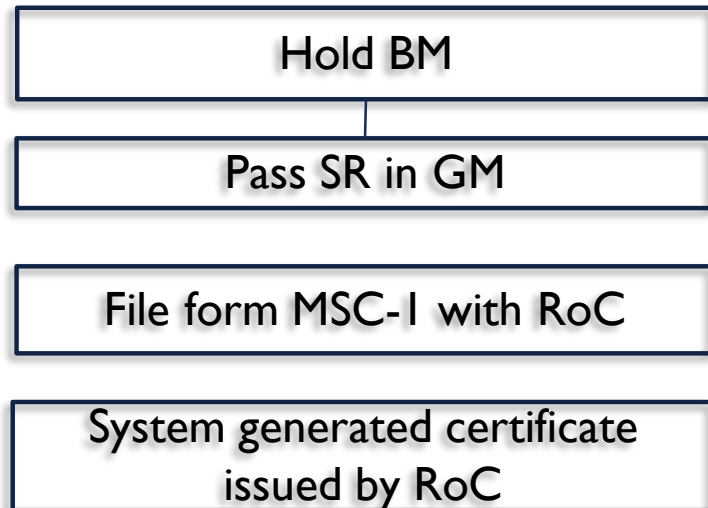 Hold BM
Pass SR in GM
File form MSC-1 with RoC
System generated certificate
issued by RoC